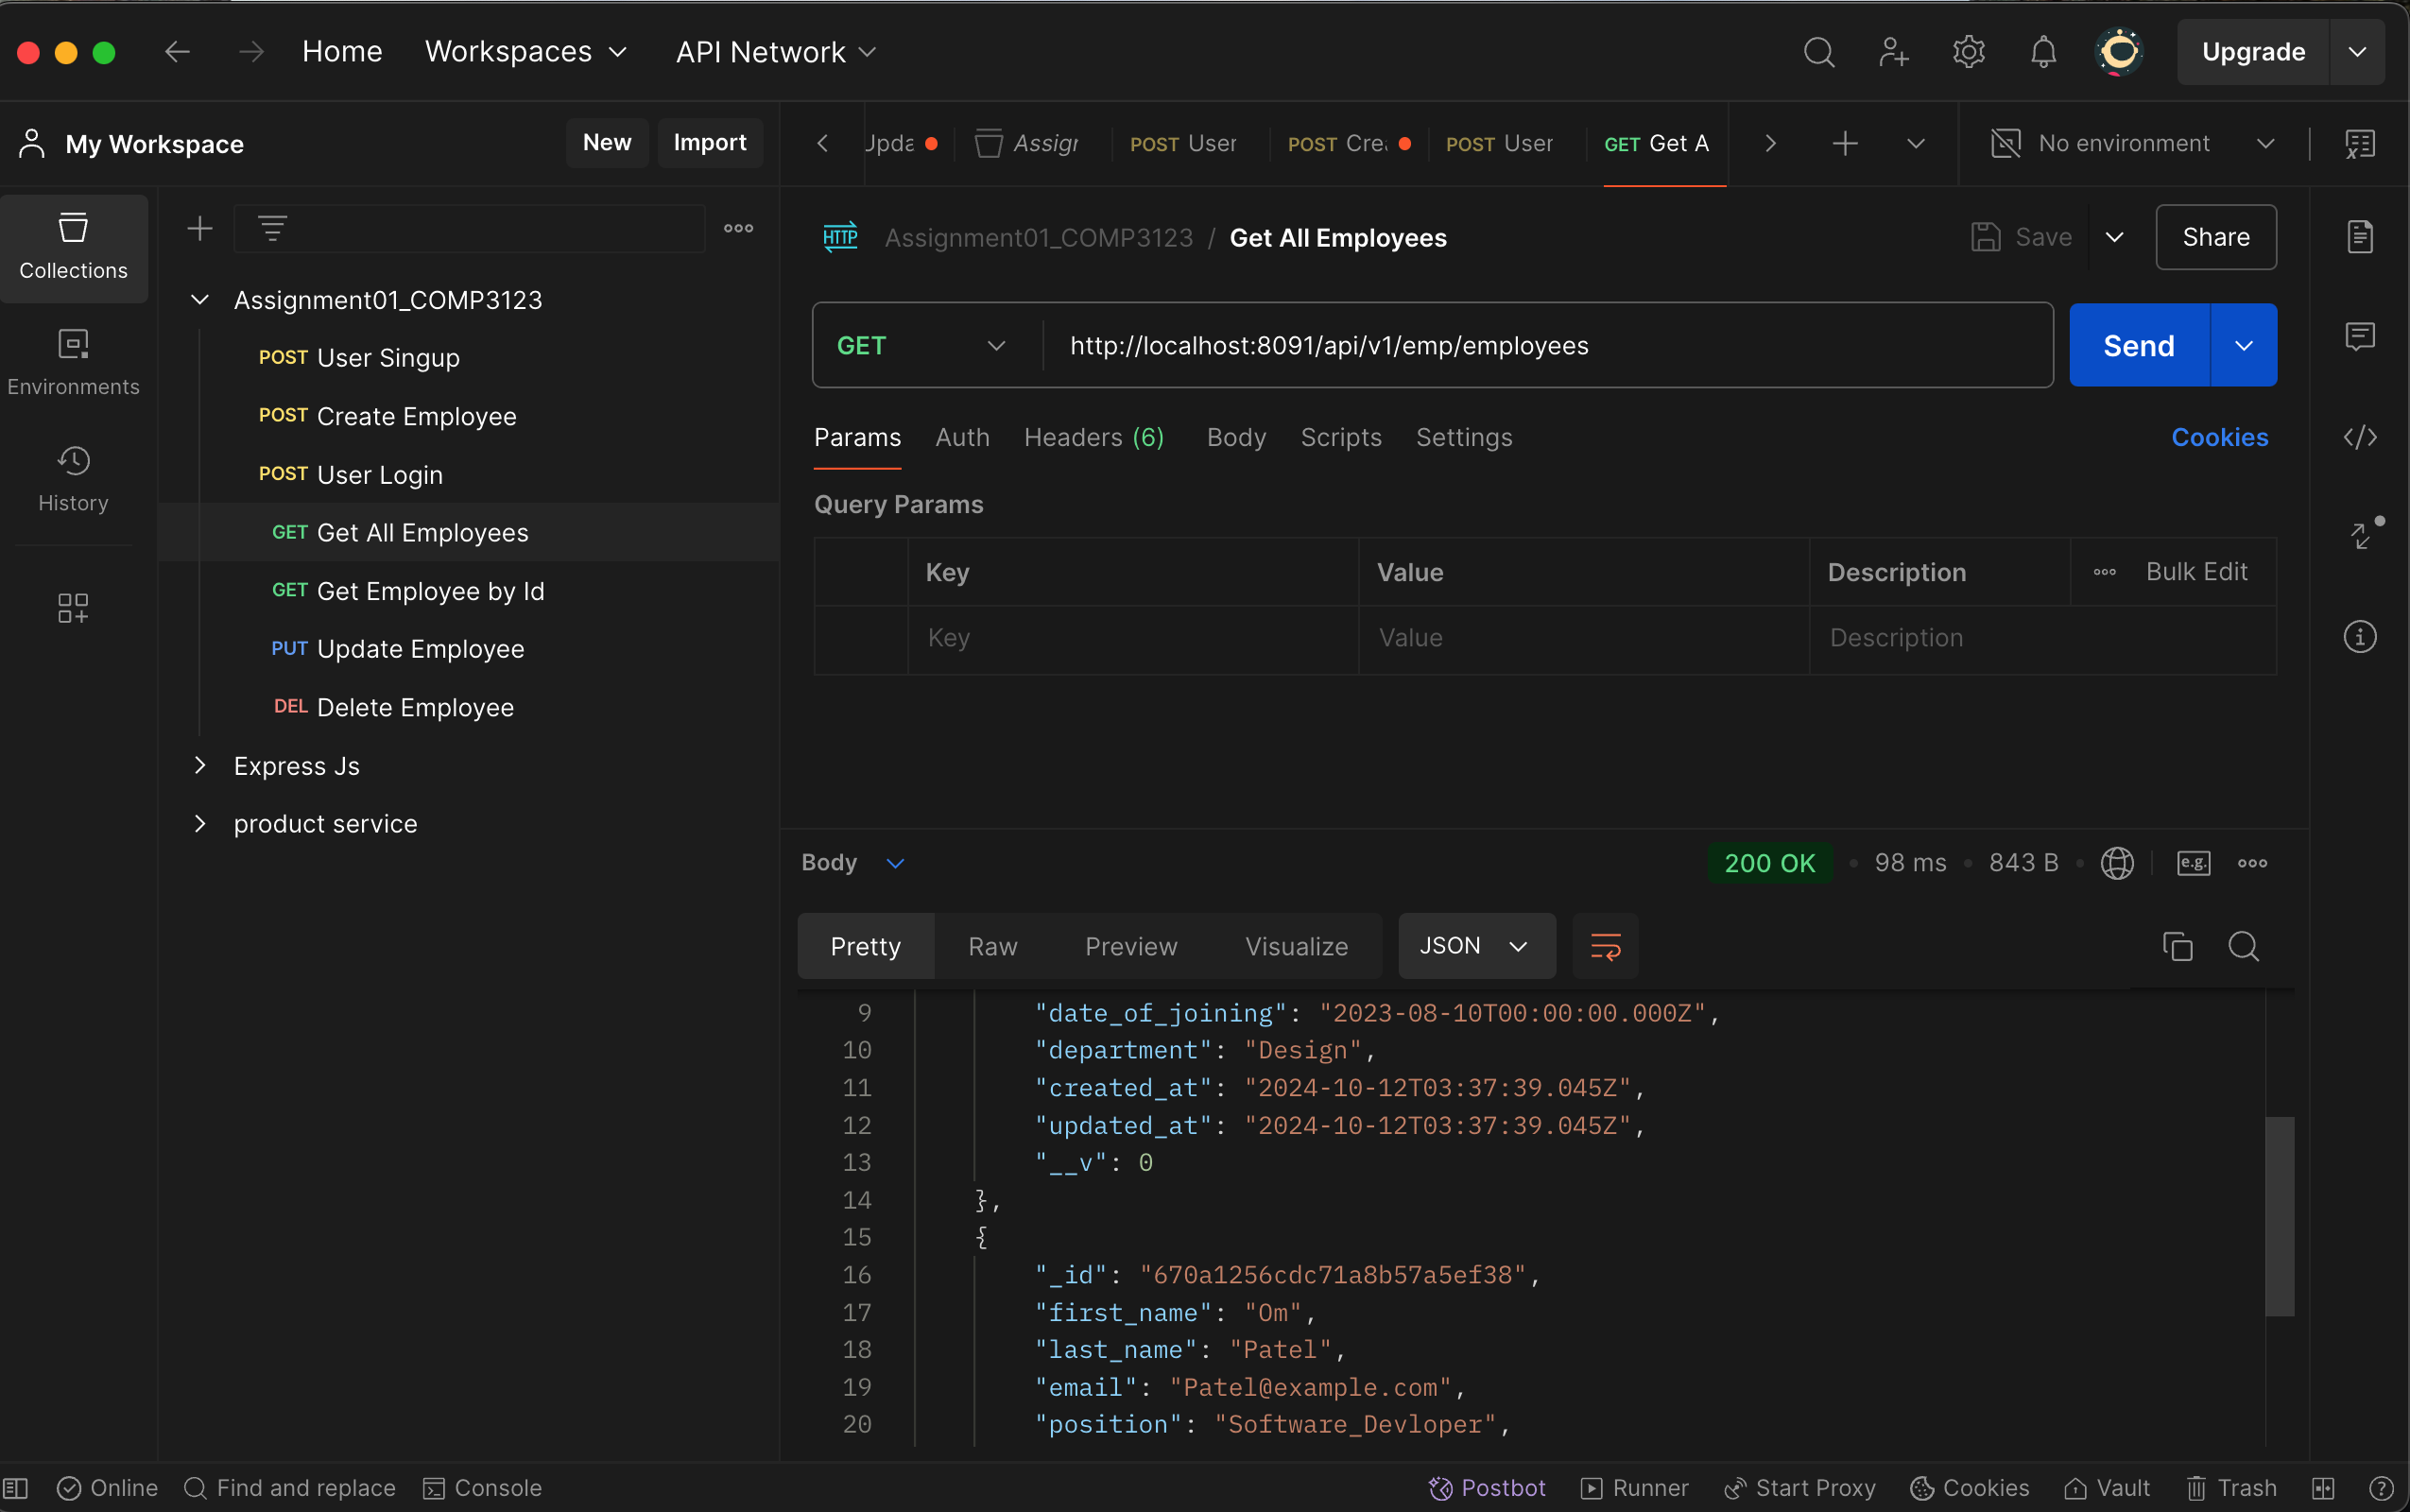 Home Workspaces API Network Upgrade
My Workspace New Import
Upda Assign POST User POST Crea POST User GET Get A No environment
Collections
Environments
History
Assignment01_COMP3123
POST User Singup
POST Create Employee
POST User Login
GET Get All Employees
GET Get Employee by Id
PUT Update Employee
DEL Delete Employee
Express Js
product service
HTTP Assignment01_COMP3123 / Get All Employees Save Share
GET http://localhost:8091/api/v1/emp/employees Send
Params Auth Headers (6) Body Scripts Settings Cookies
Query Params
Key Value Description Bulk Edit
Key Value Description
Body 200 OK 98 ms 843 B e.g.
Pretty Raw Preview Visualize JSON
9 "date_of_joining": "2023-08-10T00:00:00.000Z",
10 "department": "Design",
11 "created_at": "2024-10-12T03:37:39.045Z",
12 "updated_at": "2024-10-12T03:37:39.045Z",
13 "__v": 0
14 },
15 {
16 "_id": "670a1256cdc71a8b57a5ef38",
17 "first_name": "Om",
18 "last_name": "Patel",
19 "email": "Patel@example.com",
20 "position": "Software_Devloper",
Online Find and replace Console Postbot Runner Start Proxy Cookies Vault Trash